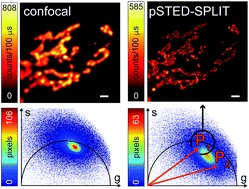 808
counts/100 µs
0
confocal
585
counts/100 µs
0
pSTED-SPLIT
106
pixels
0
s
g
63
pixels
0
s
P
P
g